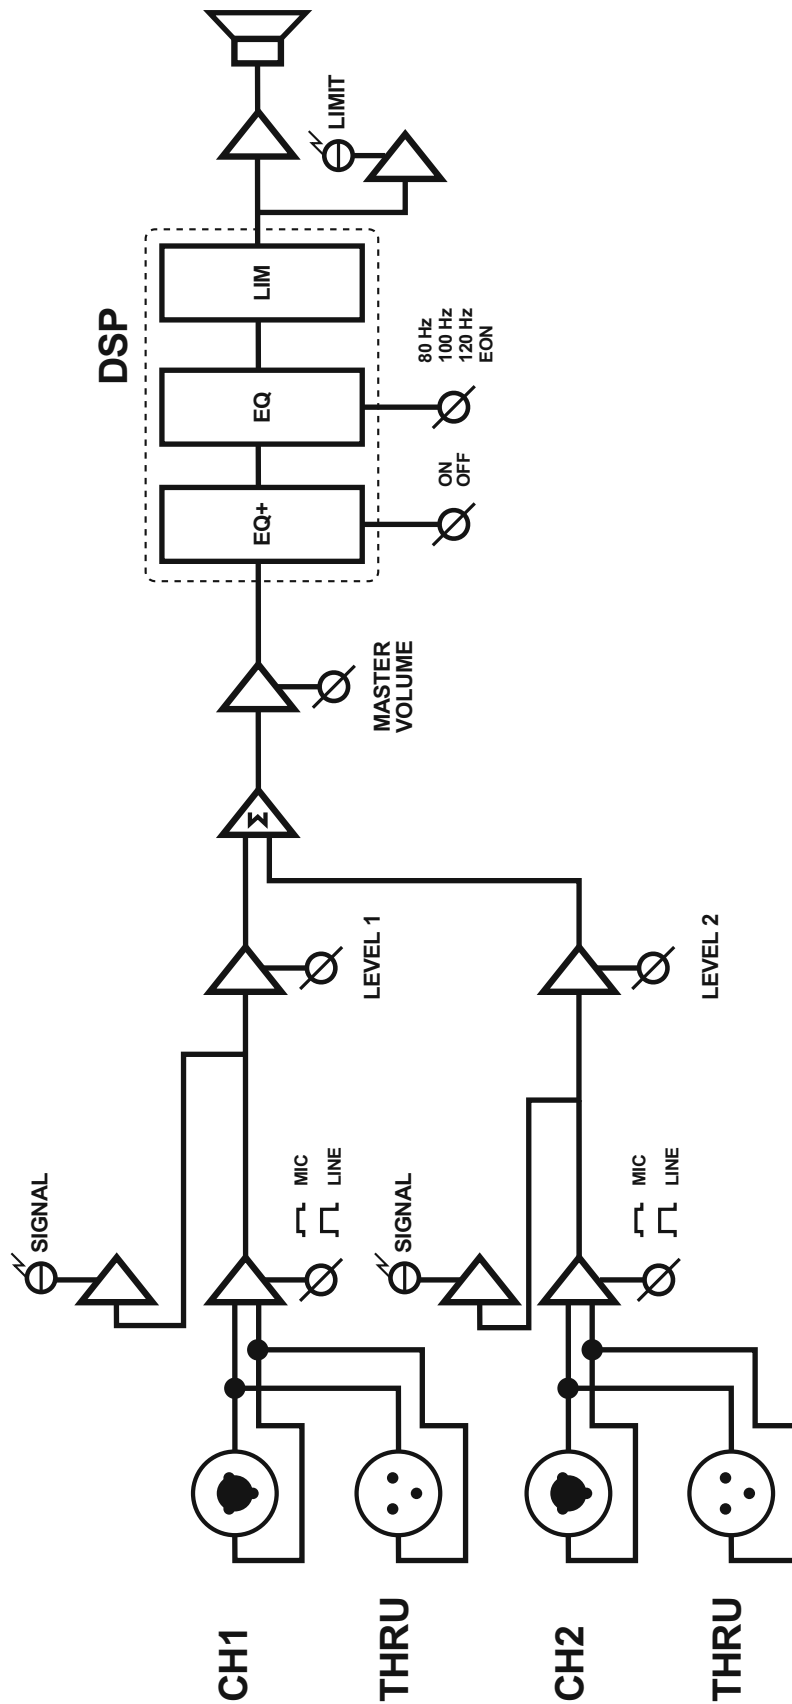 CH1
THRU
CH2
THRU
SIGNAL
MIC
LINE
SIGNAL
MIC
LINE
LEVEL 1
LEVEL 2
Σ
MASTER
VOLUME
DSP
EQ+
EQ
LIM
ON
OFF
80 Hz
100 Hz
120 Hz
EON
LIMIT